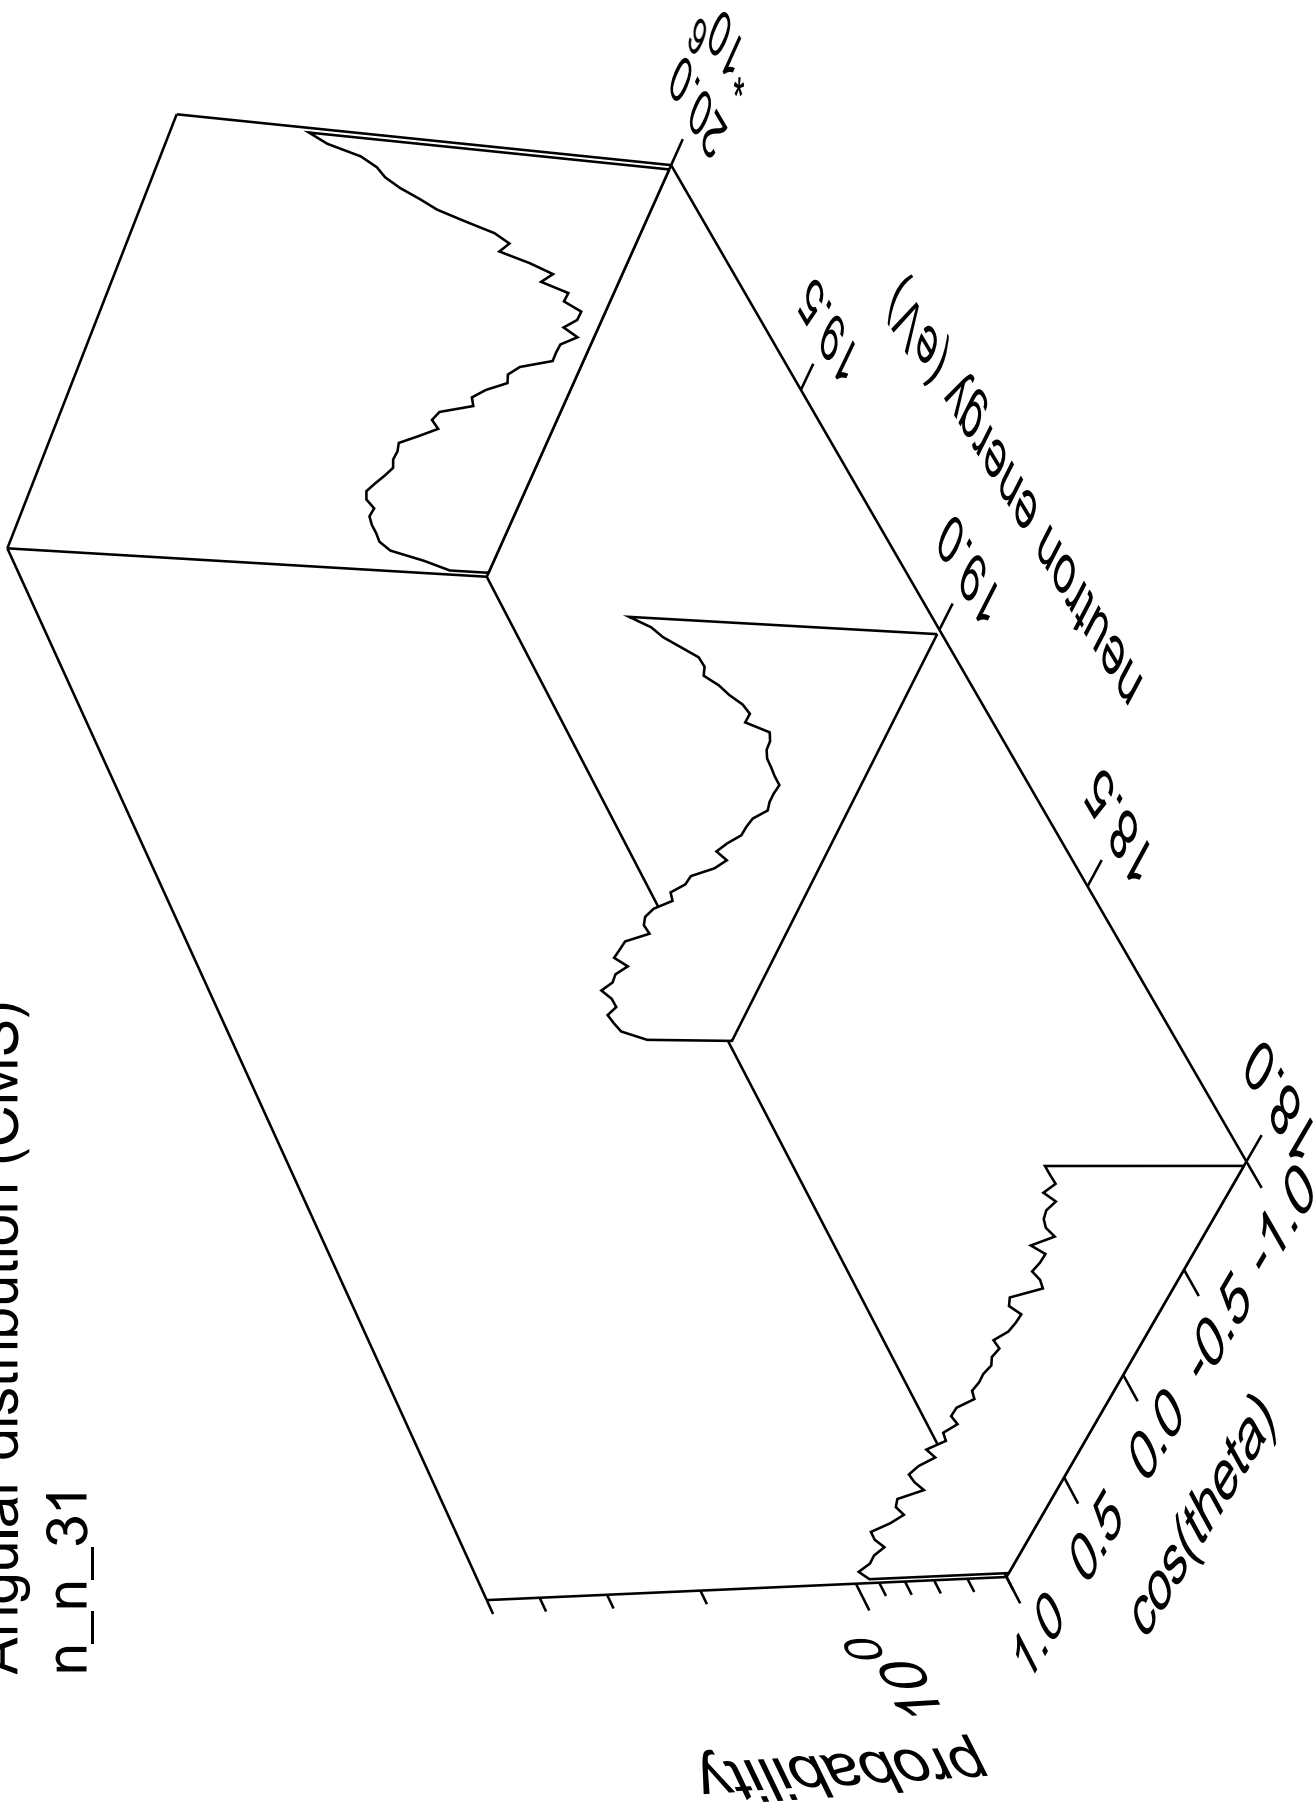 Angular distribution (CMS)
n_n_31
probability
10^0
1.0
0.5
0.0
-0.5
-1.0
cos(theta)
18.0
18.5
19.0
19.5
20.0
* 10^6
neutron energy (eV)